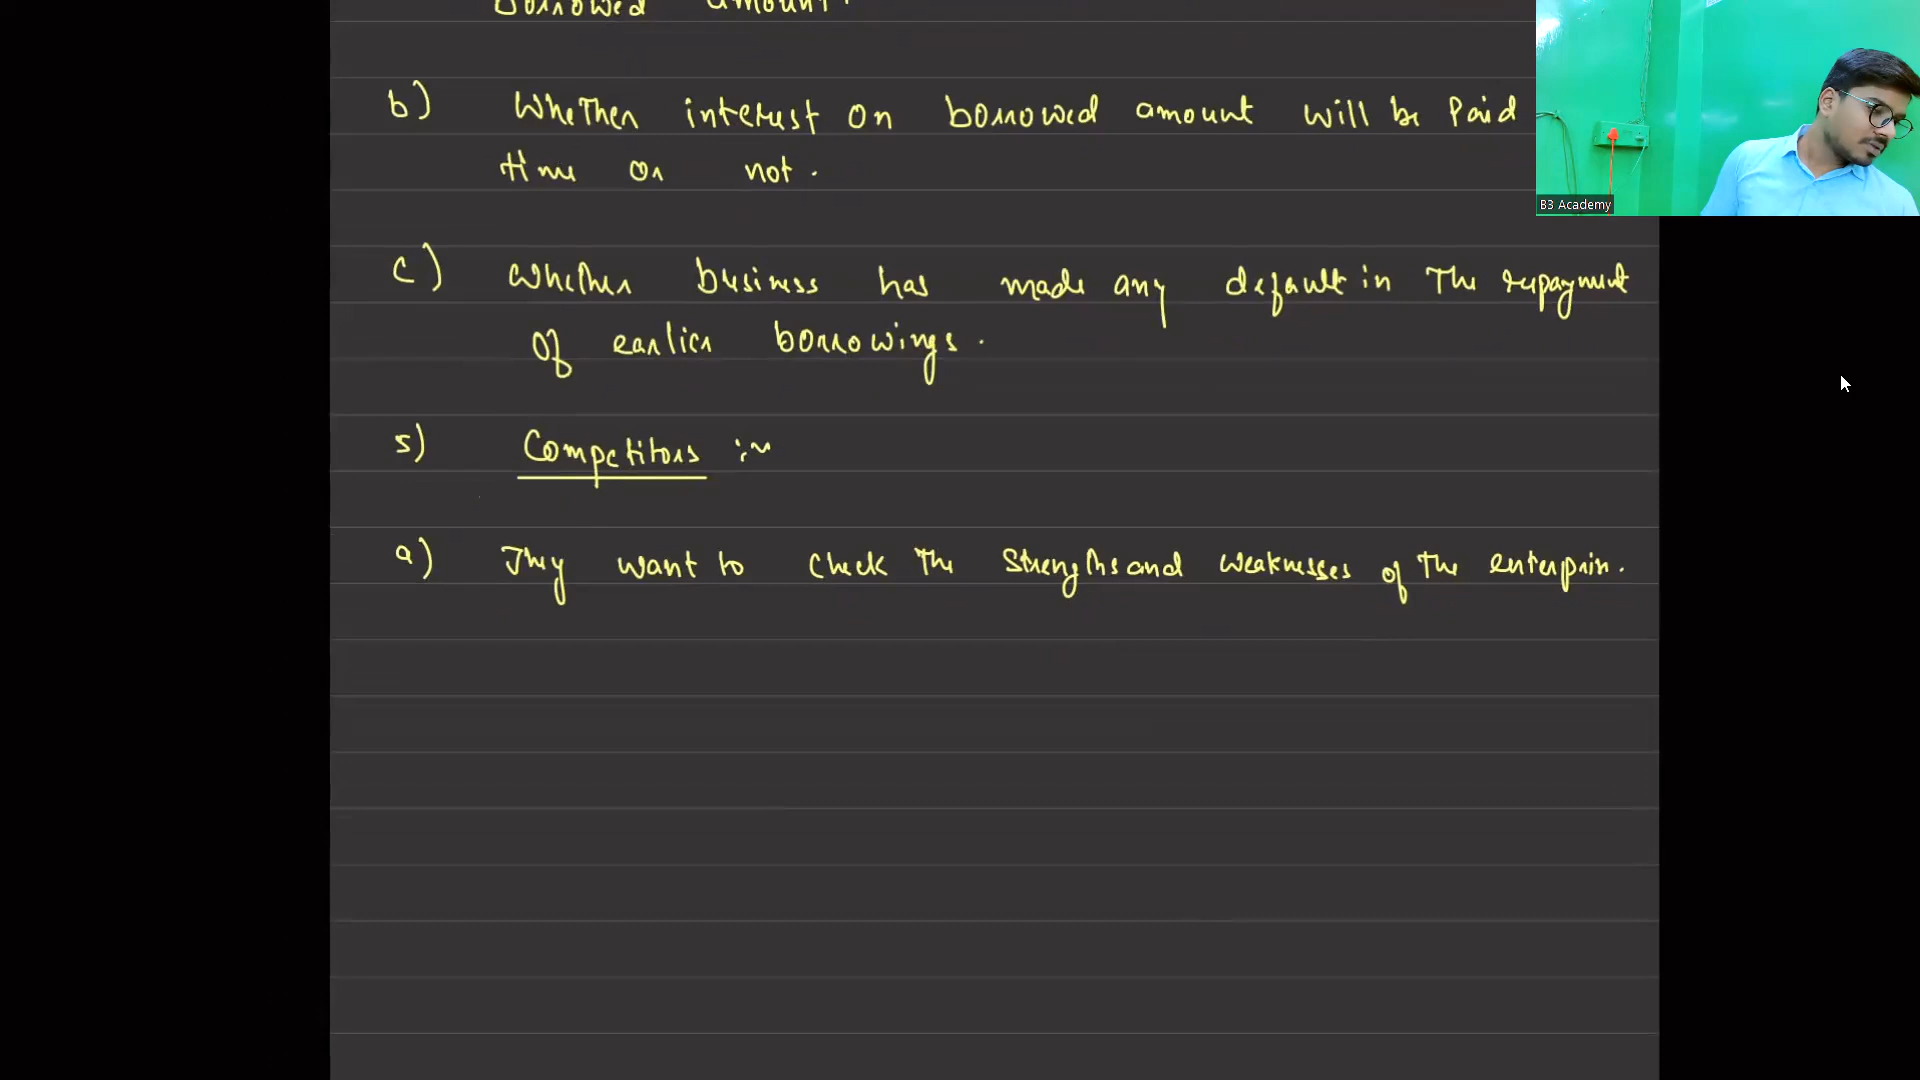 borrowed amount.
b) Whether interest on borrowed amount will be paid
time or not.
c) Whether business has made any default in the repayment
of earlier borrowings.
5) Competitors :~
a) They want to check the strengths and weaknesses of the enterprise.
B3 Academy